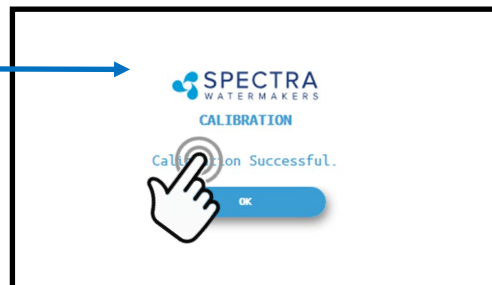 SPECTRA
WATERMAKERS
CALIBRATION
Successful.
OK